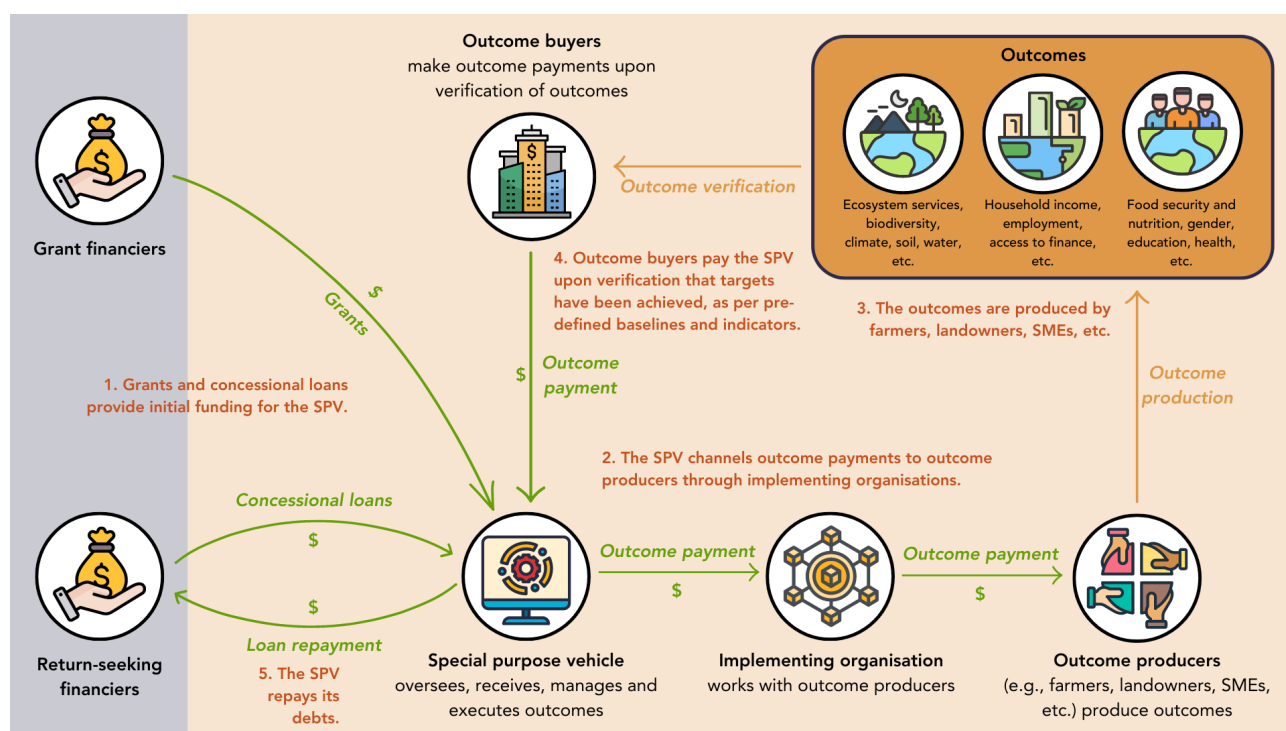 Outcome buyers
make outcome payments upon
verification of outcomes
Outcomes
Ecosystem services,
biodiversity,
climate, soil, water,
etc.
Household income,
employment,
access to finance,
etc.
Food security and
nutrition, gender,
education, health,
etc.
Outcome verification
$
$
$
Grant financiers
$
Grants
4. Outcome buyers pay the SPV
upon verification that targets
have been achieved, as per pre-
defined baselines and indicators.
3. The outcomes are produced by
farmers, landowners, SMEs, etc.
$
Outcome
payment
Outcome
production
1. Grants and concessional loans
provide initial funding for the SPV.
2. The SPV channels outcome payments to outcome
producers through implementing organisations.
Concessional loans
$
$
Loan repayment
Outcome payment
$
Outcome payment
$
Return-seeking
financiers
5. The SPV
repays its
debts.
Special purpose vehicle
oversees, receives, manages and
executes outcomes
Implementing organisation
works with outcome producers
Outcome producers
(e.g., farmers, landowners, SMEs,
etc.) produce outcomes